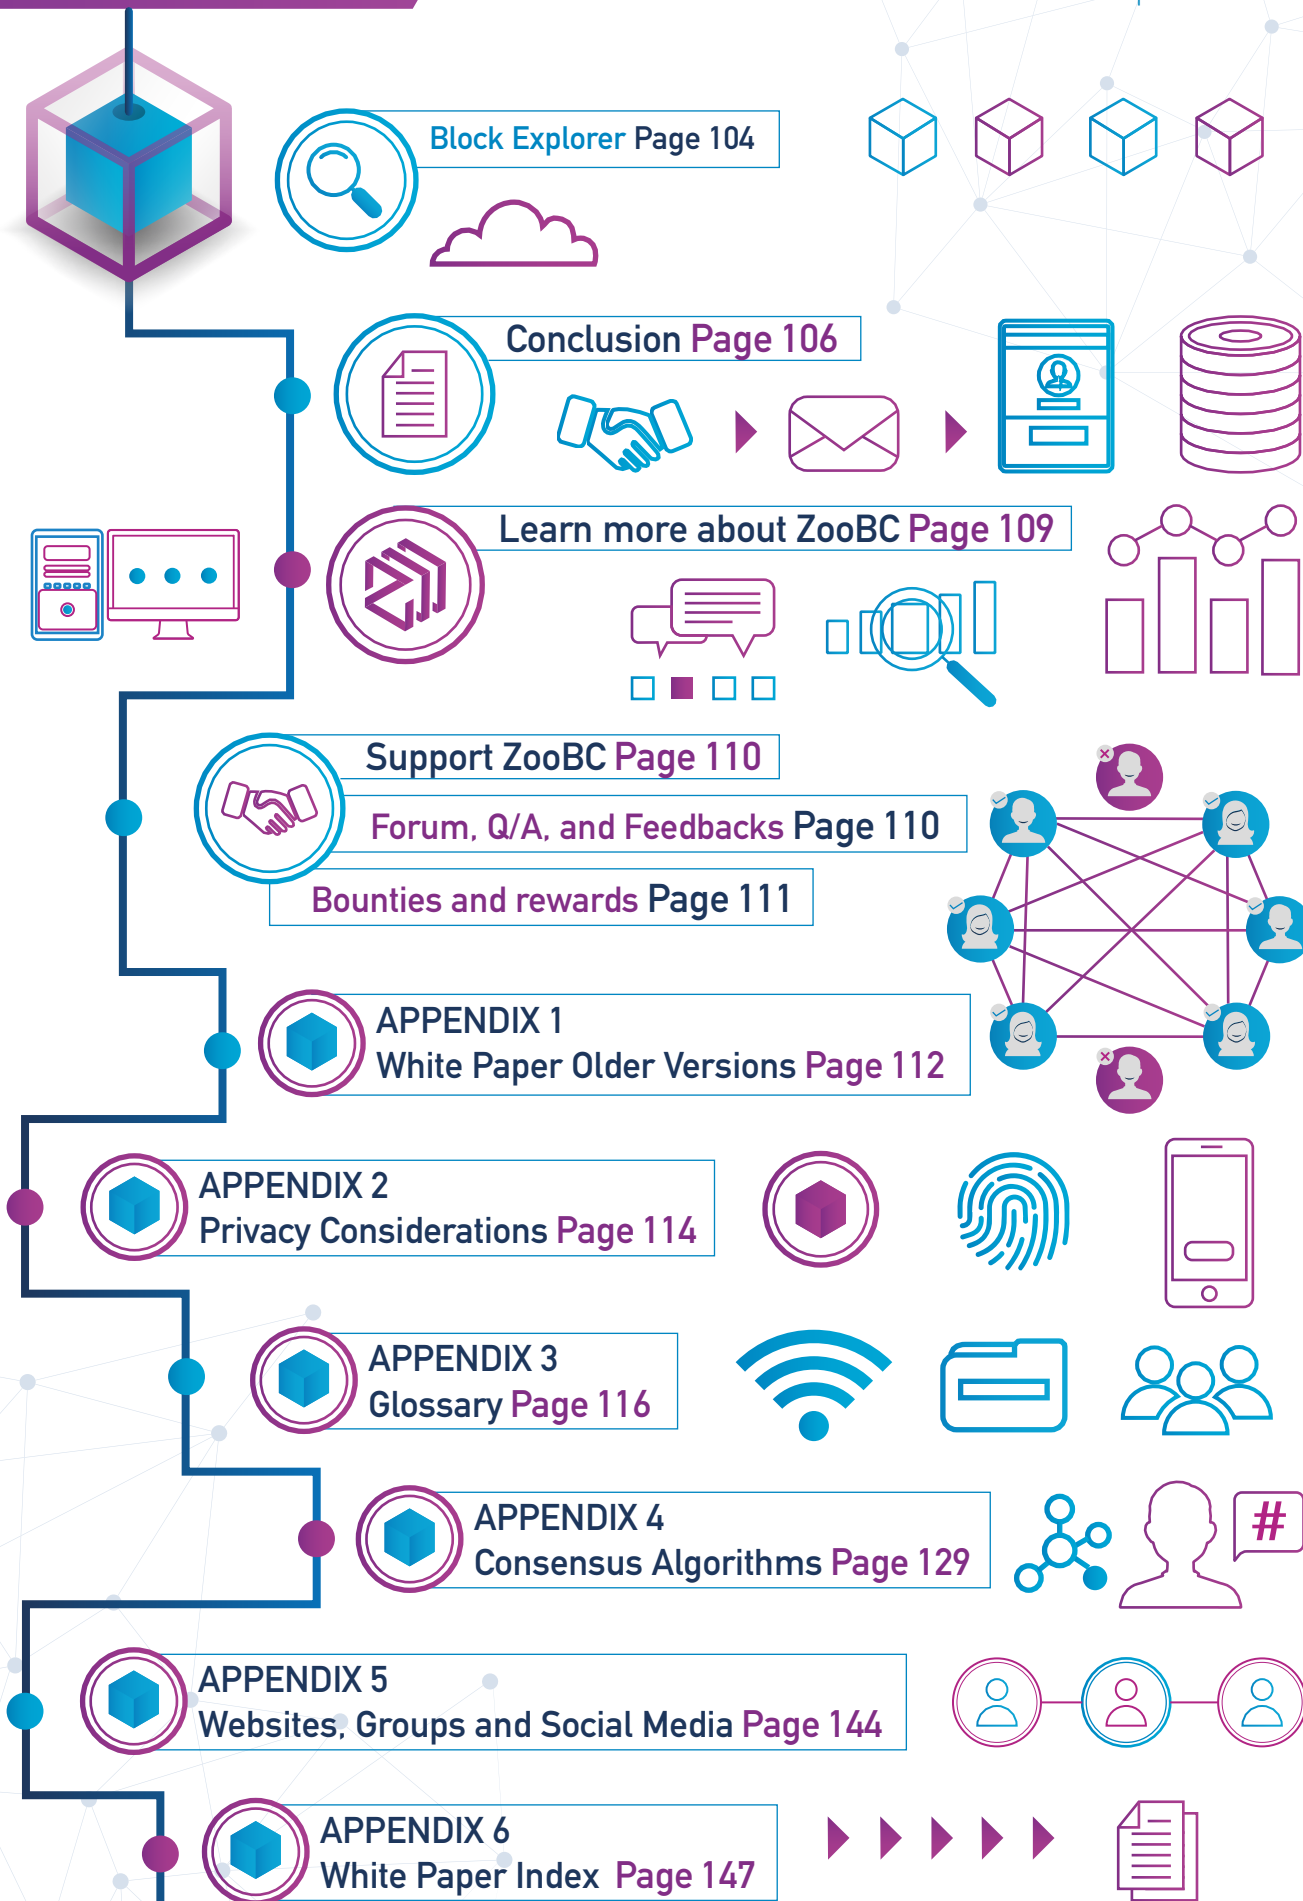 Block Explorer Page 104
Conclusion Page 106
Learn more about ZooBC Page 109
Support ZooBC Page 110
Forum, Q/A, and Feedbacks Page 110
Bounties and rewards Page 111
APPENDIX 1
White Paper Older Versions Page 112
APPENDIX 2
Privacy Considerations Page 114
APPENDIX 3
Glossary Page 116
APPENDIX 4
#
Consensus Algorithms Page 129
APPENDIX 5
Websites, Groups and Social Media Page 144
APPENDIX 6
White Paper Index Page 147